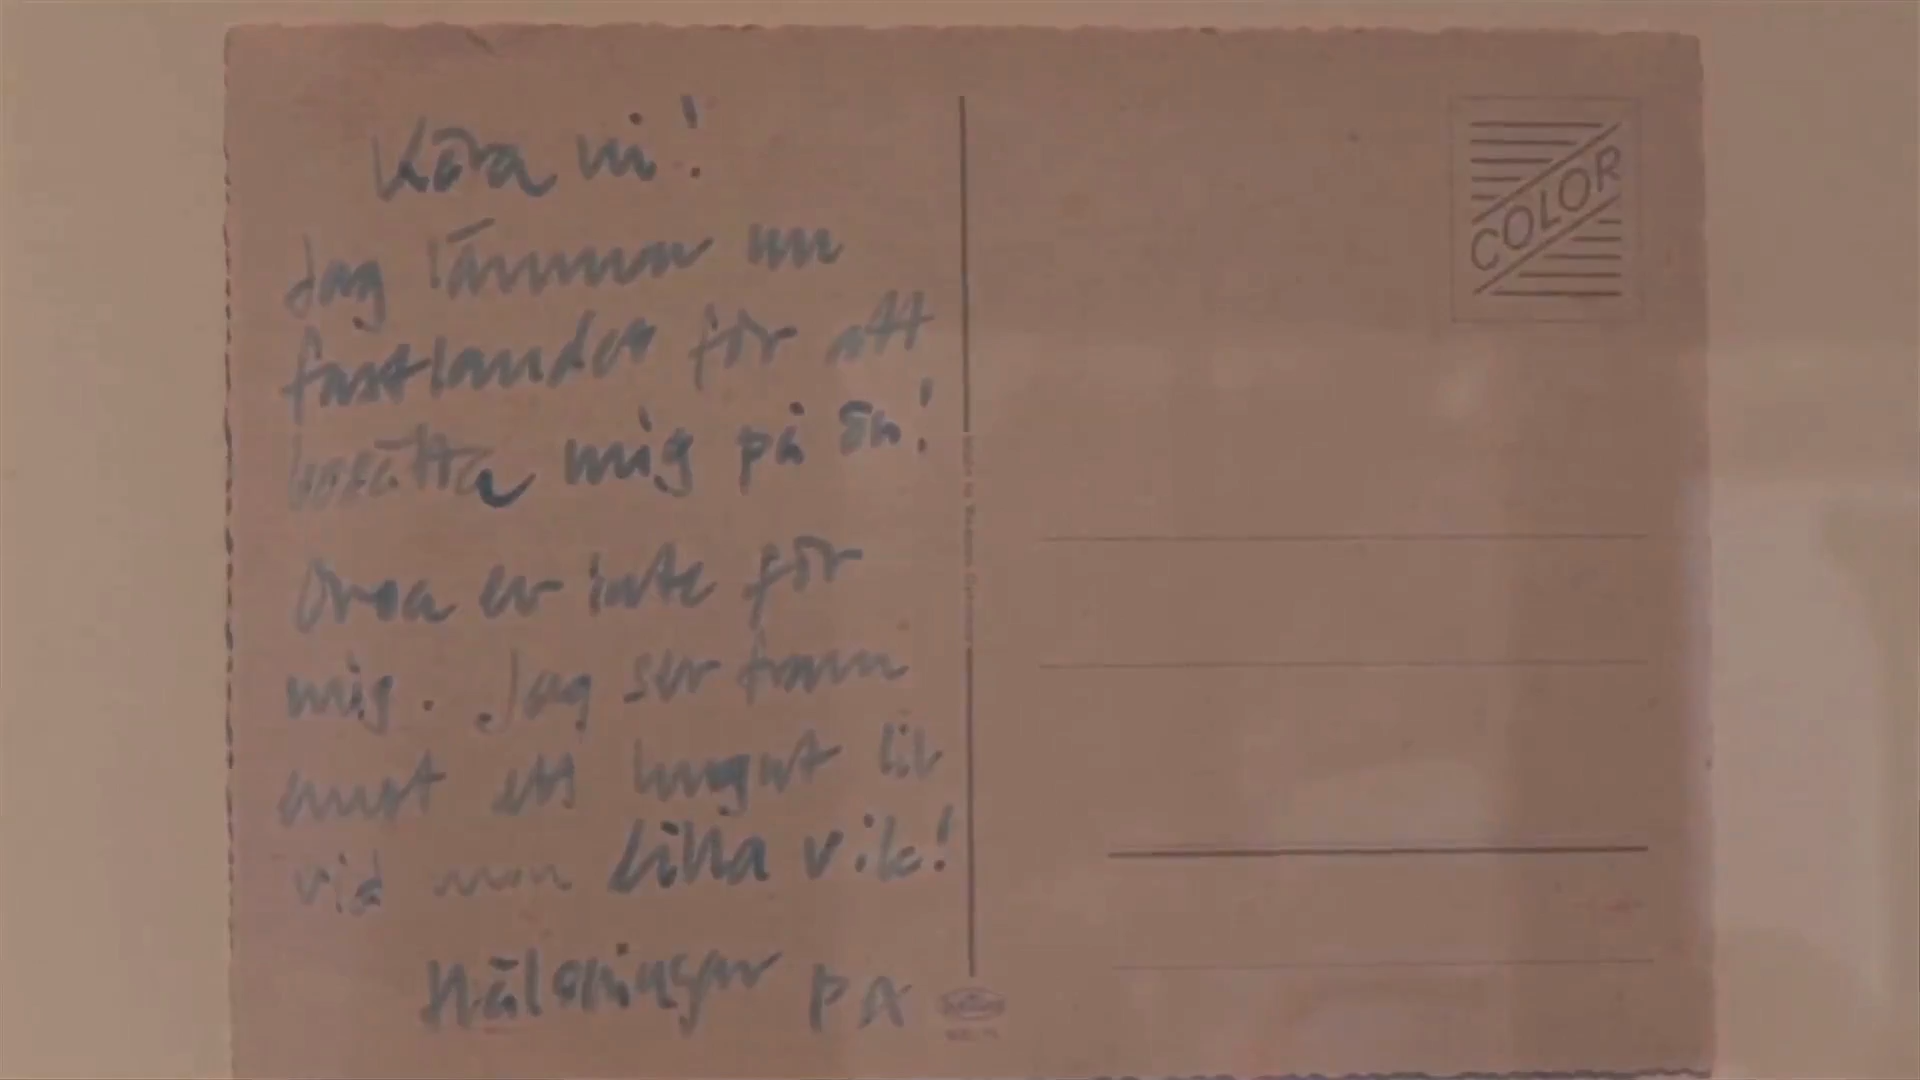 Kära ni!
Jag lämnar nu
fastlandet för att
bosätta mig på ön!
Oroa er inte för
mig. Jag ser fram
emot ett lugnt liv
vid min Lilla vik!
Hälsningar PA
COLOR